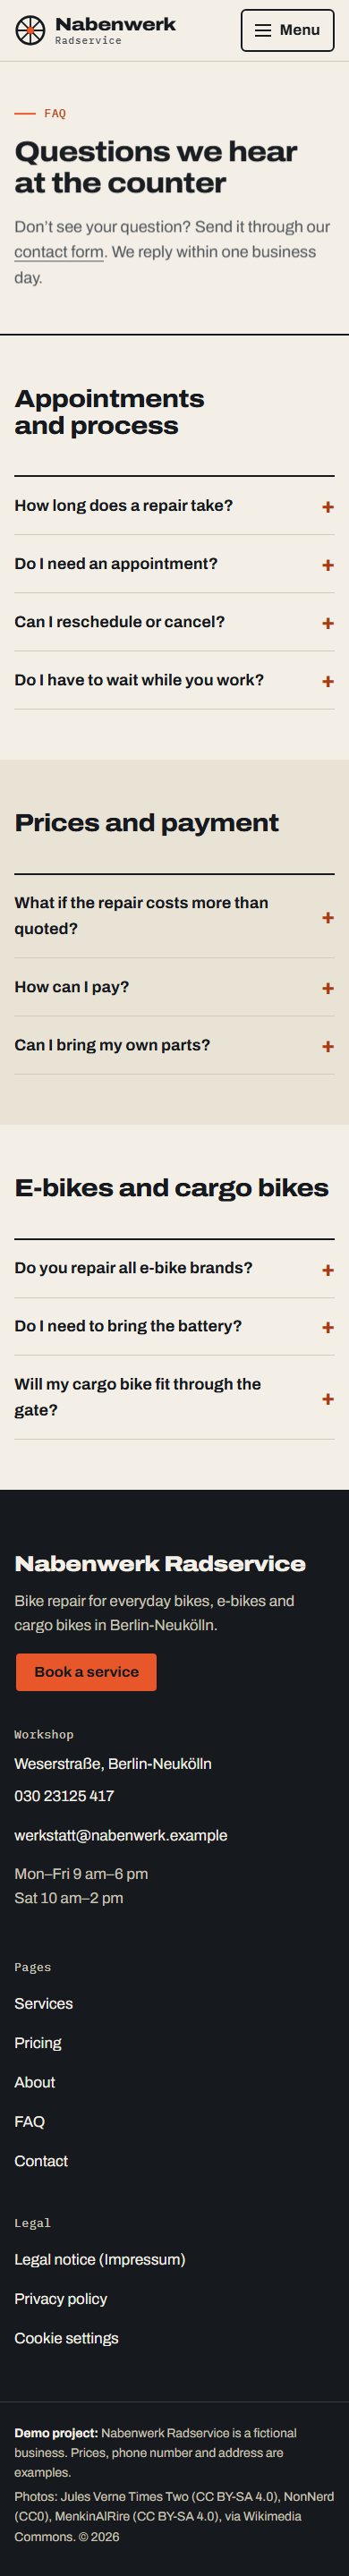 Nabenwerk
Radservice
Menu
FAQ
Questions we hear
at the counter
Don’t see your question? Send it through our
contact form. We reply within one business
day.
Appointments
and process
How long does a repair take?
Do I need an appointment?
Can I reschedule or cancel?
Do I have to wait while you work?
Prices and payment
What if the repair costs more than
quoted?
How can I pay?
Can I bring my own parts?
E-bikes and cargo bikes
Do you repair all e-bike brands?
Do I need to bring the battery?
Will my cargo bike fit through the
gate?
Nabenwerk Radservice
Bike repair for everyday bikes, e-bikes and
cargo bikes in Berlin-Neukölln.
Book a service
Workshop
Weserstraße, Berlin-Neukölln
030 23125 417
werkstatt@nabenwerk.example
Mon–Fri 9 am–6 pm
Sat 10 am–2 pm
Pages
Services
Pricing
About
FAQ
Contact
Legal
Legal notice (Impressum)
Privacy policy
Cookie settings
Demo project: Nabenwerk Radservice is a fictional
business. Prices, phone number and address are
examples.
Photos: Jules Verne Times Two (CC BY-SA 4.0), NonNerd
(CC0), MenkinAlRire (CC BY-SA 4.0), via Wikimedia
Commons. © 2026